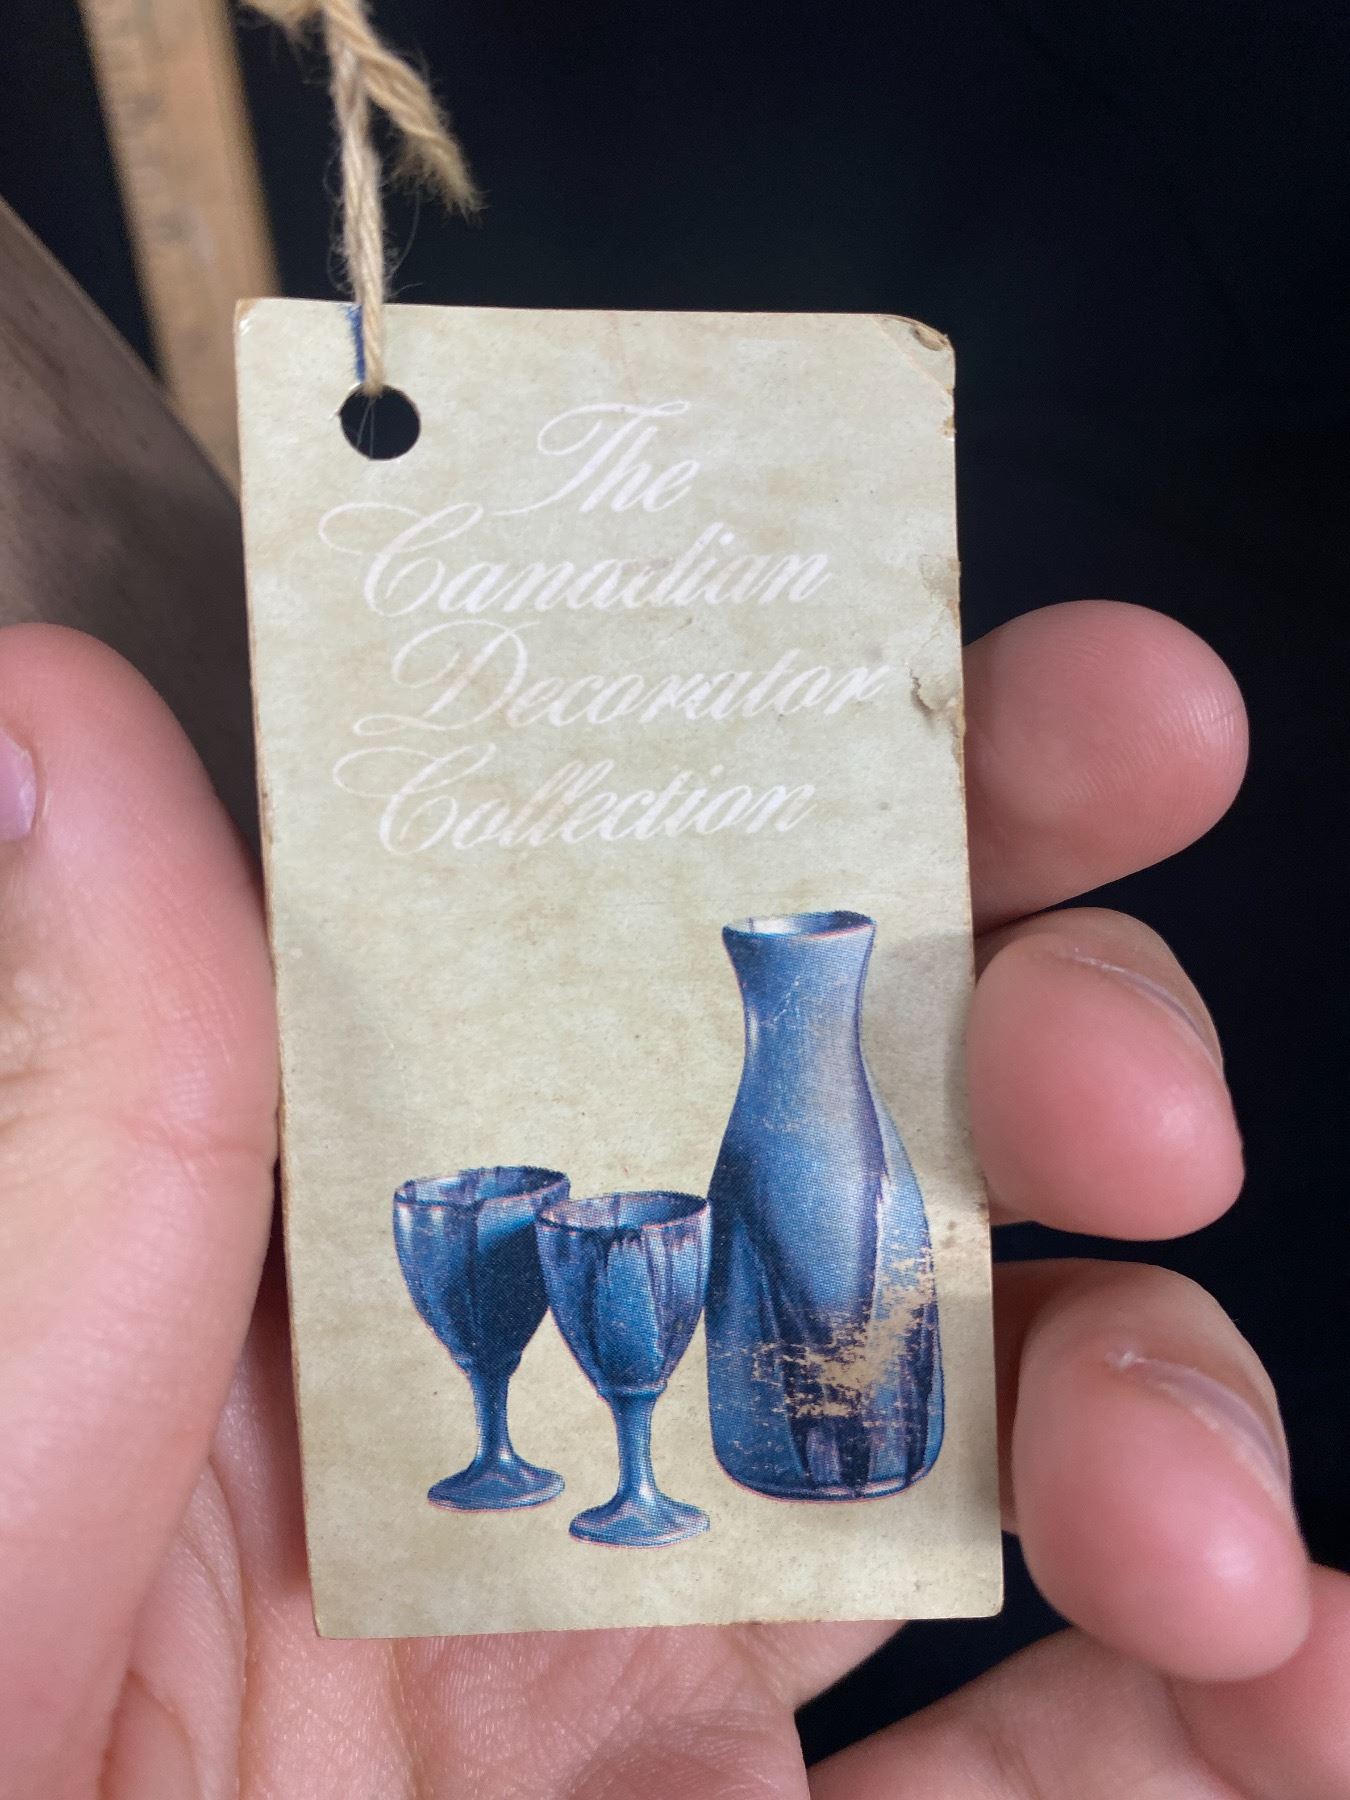 The
Canadian
Decorator
Collection